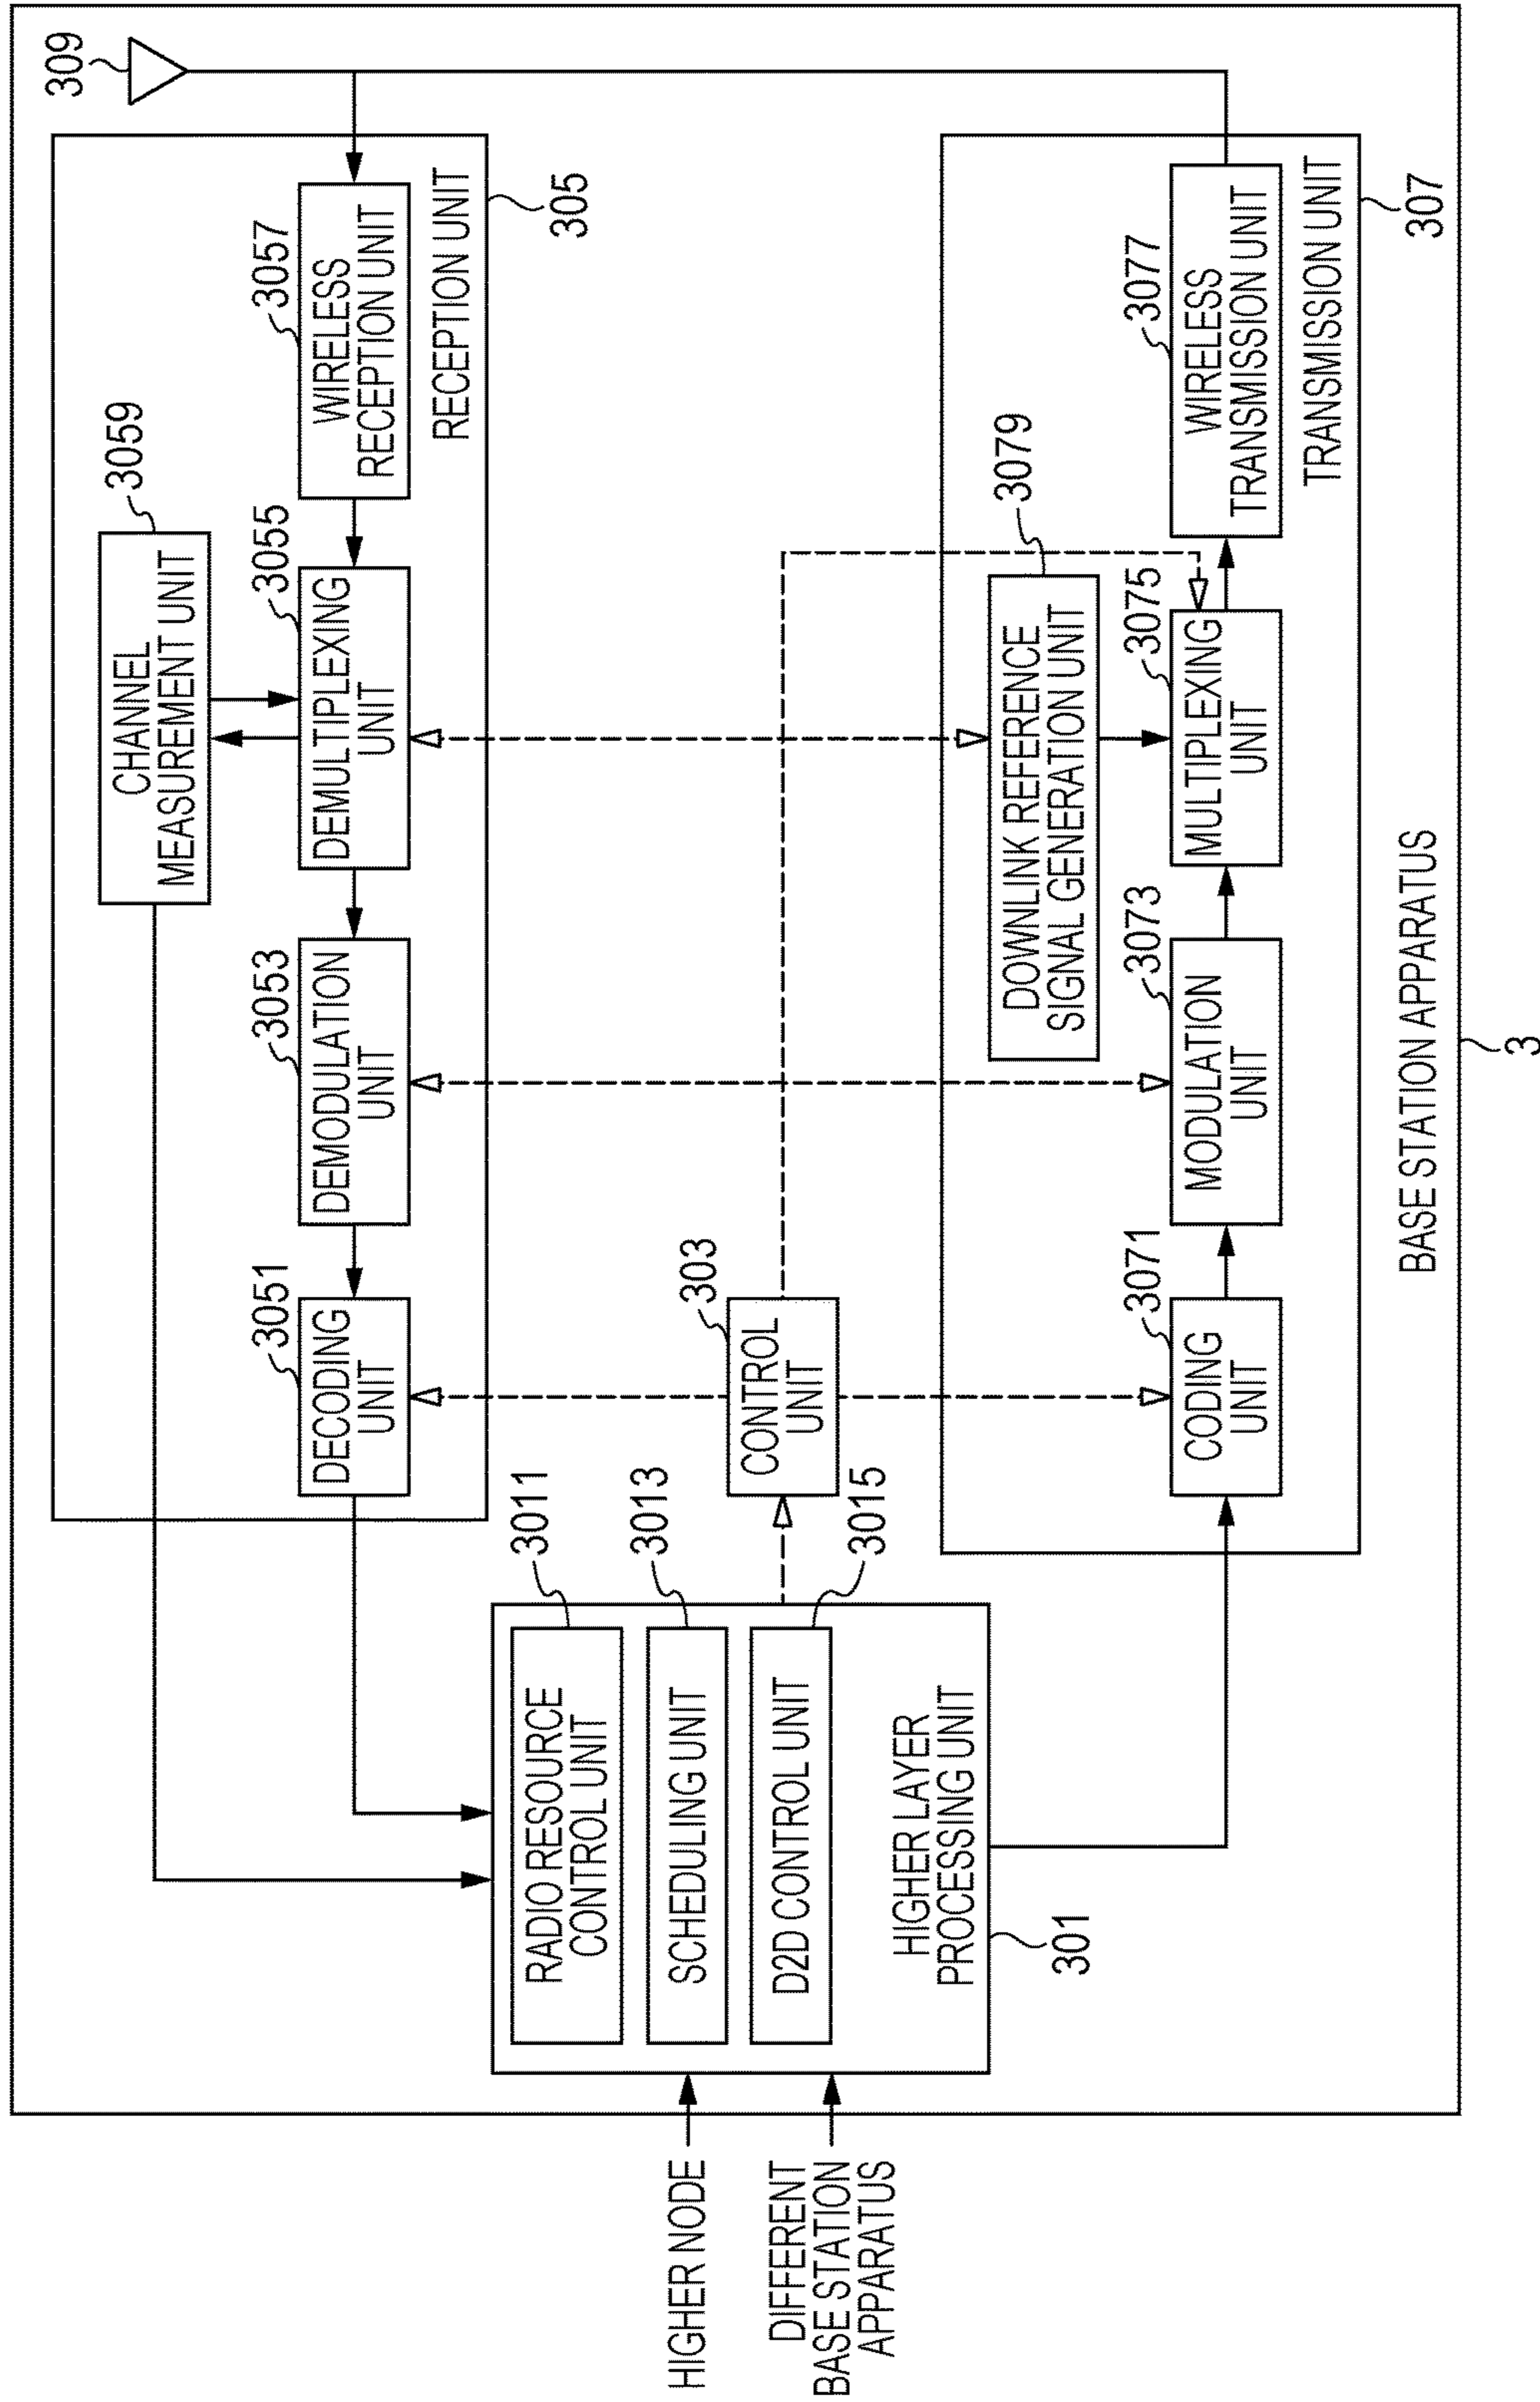 309
3059
CHANNEL
MEASUREMENT UNIT
3051
DECODING
UNIT
3053
DEMODULATION
UNIT
3055
DEMULTIPLEXING
UNIT
3057
WIRELESS
RECEPTION UNIT
RECEPTION UNIT
305
HIGHER NODE
DIFFERENT
BASE STATION
APPARATUS
3011
RADIO RESOURCE
CONTROL UNIT
3013
SCHEDULING UNIT
3015
D2D CONTROL UNIT
HIGHER LAYER
PROCESSING UNIT
301
303
CONTROL
UNIT
3079
DOWNLINK REFERENCE
SIGNAL GENERATION UNIT
3071
CODING
UNIT
3073
MODULATION
UNIT
3075
MULTIPLEXING
UNIT
3077
WIRELESS
TRANSMISSION UNIT
TRANSMISSION UNIT
307
BASE STATION APPARATUS
3